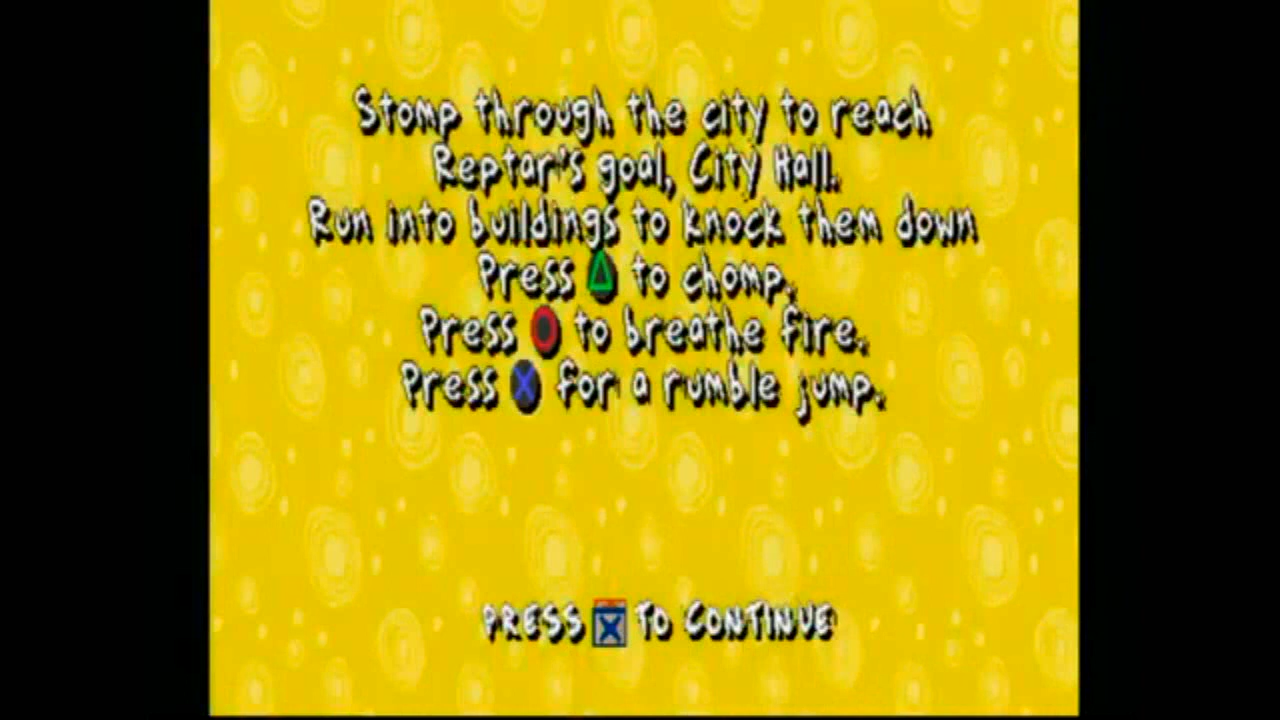 Stomp through the city to reach
Reptar's goal, City Hall.
Run into buildings to knock them down
Press △ to chomp.
Press ○ to breathe fire.
Press X for a rumble jump.
PRESS X TO CONTINUE